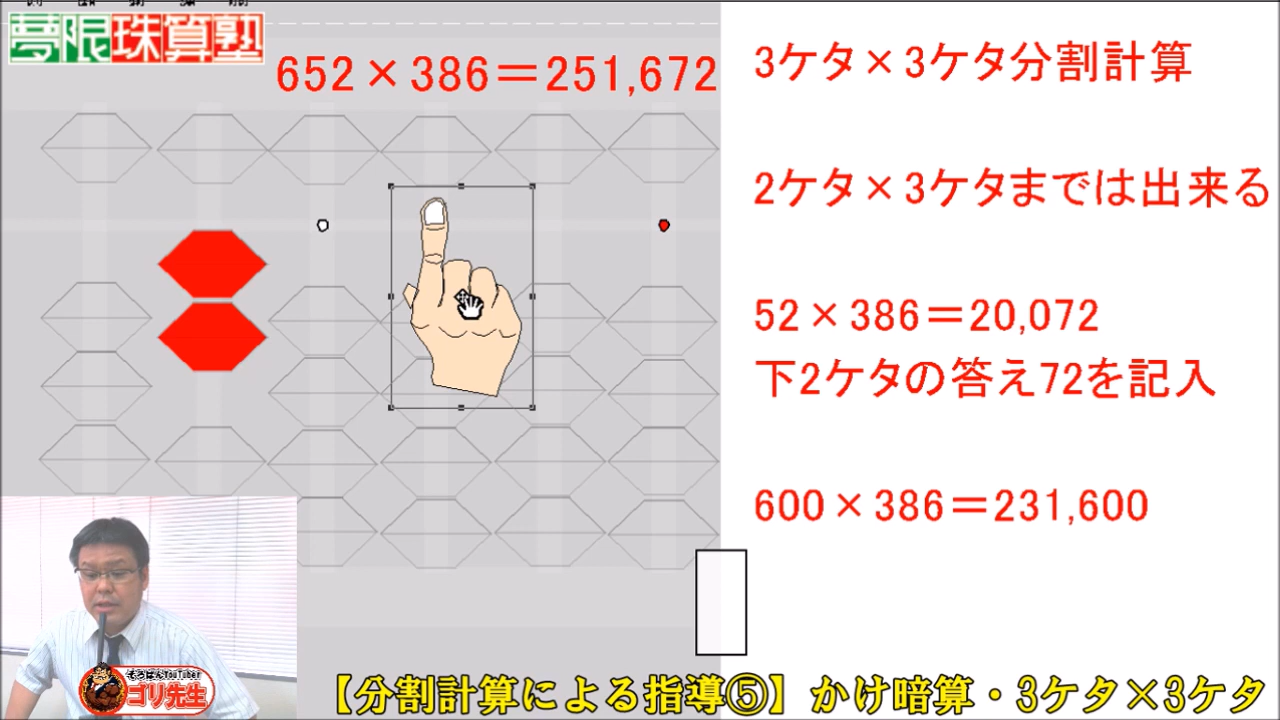 夢限珠算塾
652×386＝251,672
3ケタ×3ケタ分割計算
2ケタ×3ケタまでは出来る
52×386＝20,072
下2ケタの答え72を記入
600×386＝231,600
そろばんYouTuber
ゴリ先生
【分割計算による指導⑤】かけ暗算・3ケタ×3ケタ